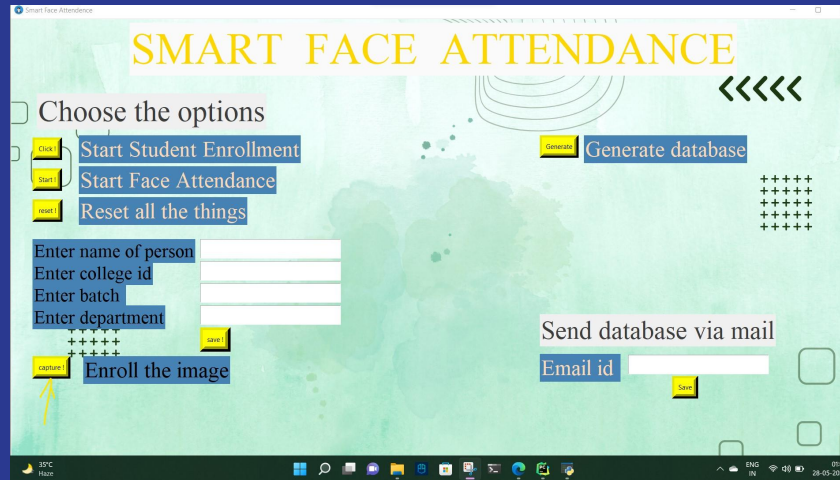 Smart Face Attendence
SMART FACE ATTENDANCE
Choose the options
Click ! Start Student Enrollment
Generate Generate database
Start ! Start Face Attendance
reset ! Reset all the things
Enter name of person
Enter college id
Enter batch
Enter department
save !
Send database via mail
capture ! Enroll the image
Email id
Save
35°C
Haze
ENG
IN
01:
28-05-20